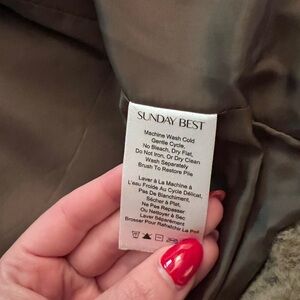 SUNDAY BEST
Machine Wash Cold
Gentle Cycle,
No Bleach, Dry Flat,
Do Not Iron, Or Dry Clean
Wash Separately
Brush To Restore Pile
Laver À La Machine À
L'eau Froide Au Cycle Délicat,
Pas De Blanchiment,
Sécher À Plat,
Ne Pas Repasser
Ou Nettoyer À Sec
Laver Séparément
Brosser Pour Rafraîchir La Poil